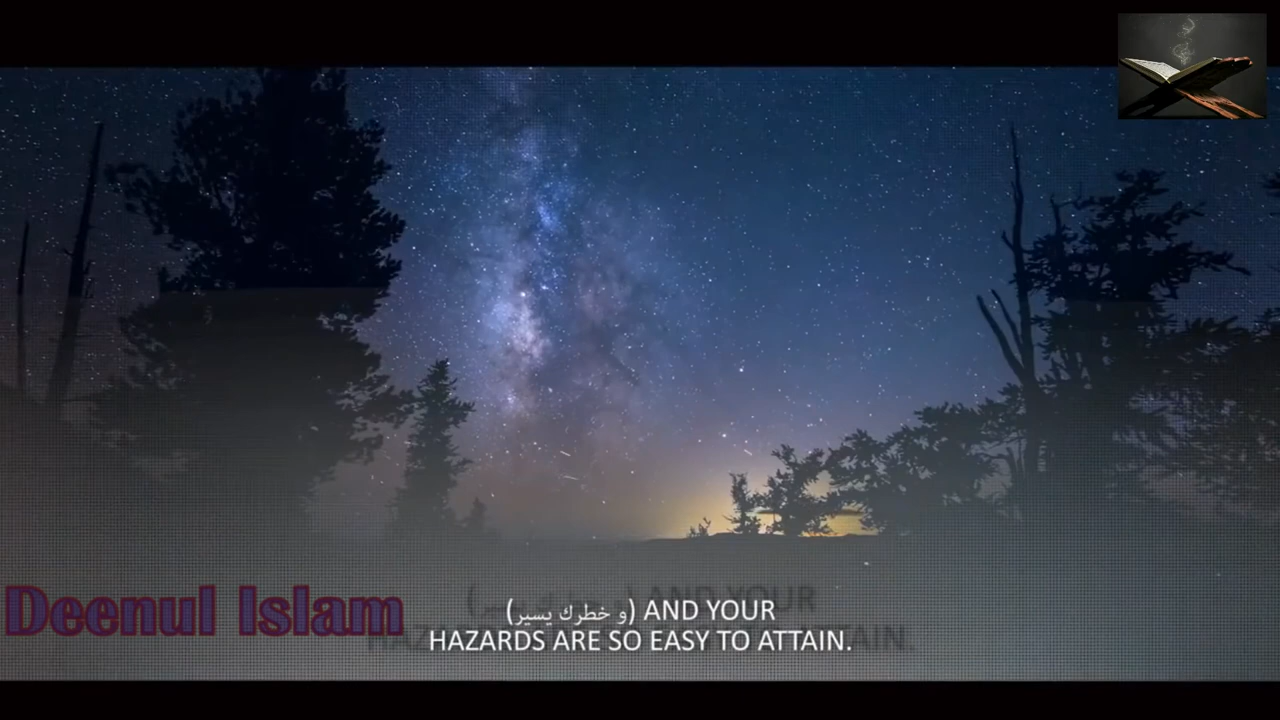 Deenul Islam
(و خطرك يسير) AND YOUR
HAZARDS ARE SO EASY TO ATTAIN.